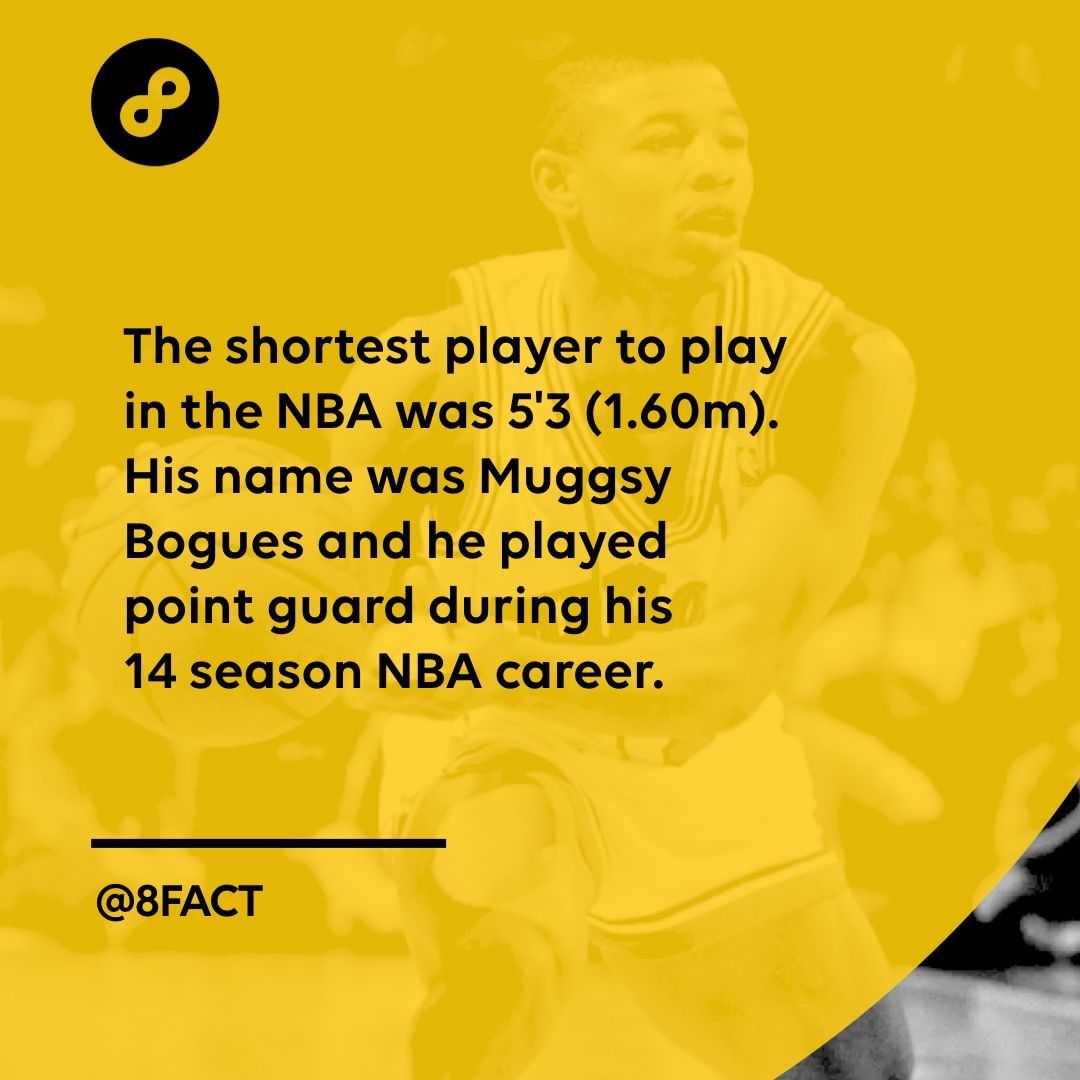 The shortest player to play
in the NBA was 5'3 (1.60m).
His name was Muggsy
Bogues and he played
point guard during his
14 season NBA career.
@8FACT